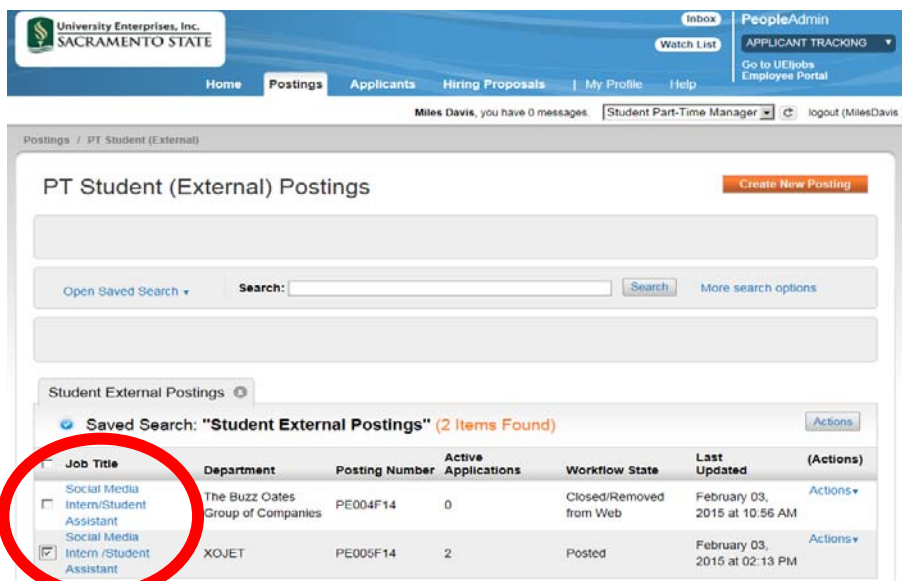 University Enterprises, Inc.
SACRAMENTO STATE
Inbox
Watch List
PeopleAdmin
APPLICANT TRACKING
Go to UEIjobs
Employee Portal
Home Postings Applicants Hiring Proposals | My Profile Help
Miles Davis, you have 0 messages. Student Part-Time Manager logout (MilesDavis
Postings / PT Student (External)
PT Student (External) Postings
Create New Posting
Open Saved Search Search: Search More search options
Student External Postings
Saved Search: "Student External Postings" (2 Items Found) Actions
Job Title Department Posting Number Active Applications Workflow State Last Updated (Actions)
Social Media Intern/Student Assistant The Buzz Oates Group of Companies PE004F14 0 Closed/Removed from Web February 03, 2015 at 10:56 AM Actions
Social Media Intern /Student Assistant XOJET PE005F14 2 Posted February 03, 2015 at 02:13 PM Actions